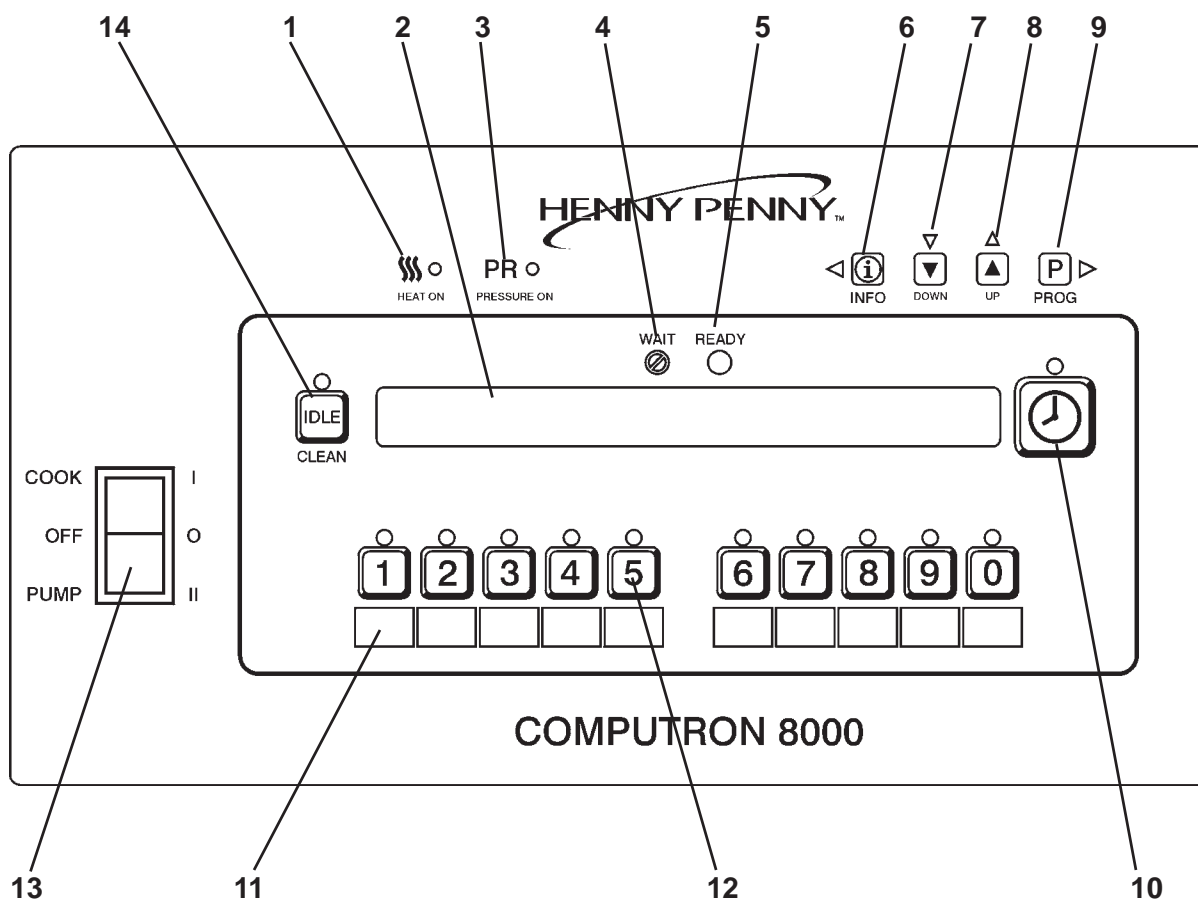 14 1 2 3 4 5 6 7 8 9
HENNY PENNY™
PR
HEAT ON PRESSURE ON
P
INFO DOWN UP PROG
WAIT READY
IDLE
CLEAN
COOK I
OFF O
PUMP II
1 2 3 4 5 6 7 8 9 0
COMPUTRON 8000
13 11 12 10